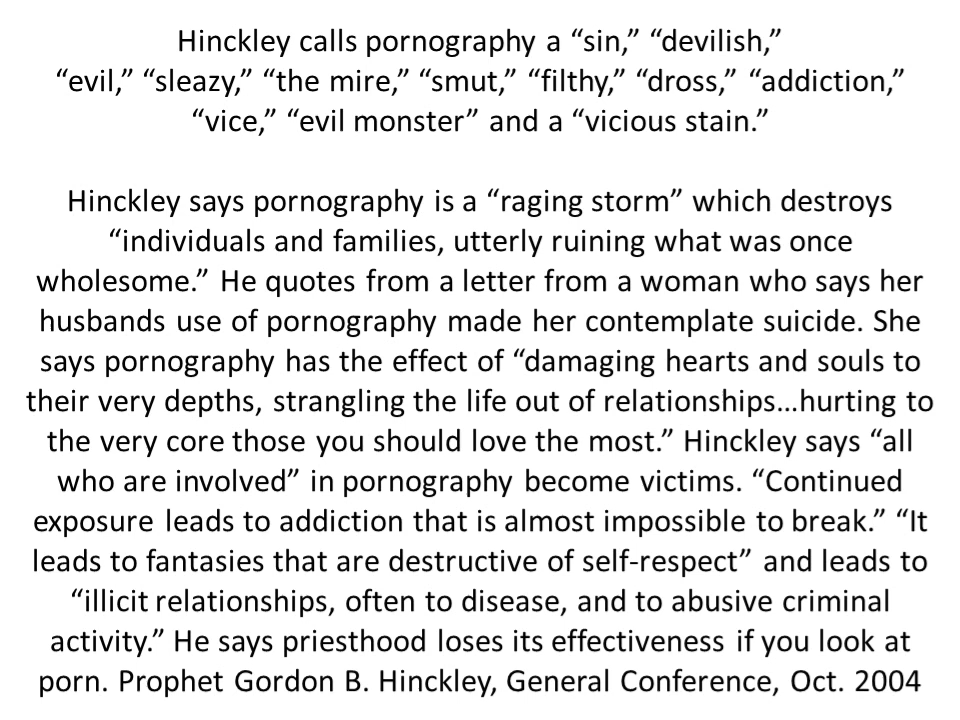 Hinckley calls pornography a “sin,” “devilish,”
“evil,” “sleazy,” “the mire,” “smut,” “filthy,” “dross,” “addiction,”
“vice,” “evil monster” and a “vicious stain.”
Hinckley says pornography is a “raging storm” which destroys
“individuals and families, utterly ruining what was once
wholesome.” He quotes from a letter from a woman who says her
husbands use of pornography made her contemplate suicide. She
says pornography has the effect of “damaging hearts and souls to
their very depths, strangling the life out of relationships…hurting to
the very core those you should love the most.” Hinckley says “all
who are involved” in pornography become victims. “Continued
exposure leads to addiction that is almost impossible to break.” “It
leads to fantasies that are destructive of self-respect” and leads to
“illicit relationships, often to disease, and to abusive criminal
activity.” He says priesthood loses its effectiveness if you look at
porn. Prophet Gordon B. Hinckley, General Conference, Oct. 2004